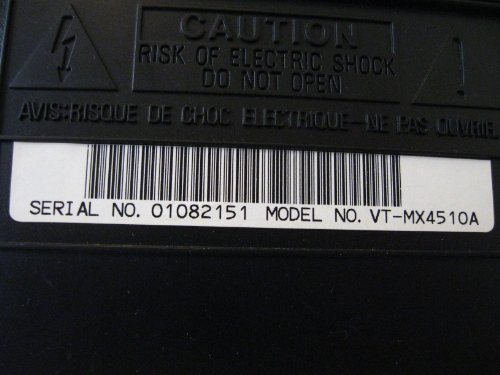 CAUTION
RISK OF ELECTRIC SHOCK
DO NOT OPEN
AVIS:RISQUE DE CHOC ELECTRIQUE-NE PAS OUVRIR.
SERIAL NO. 01082151 MODEL NO. VT-MX4510A